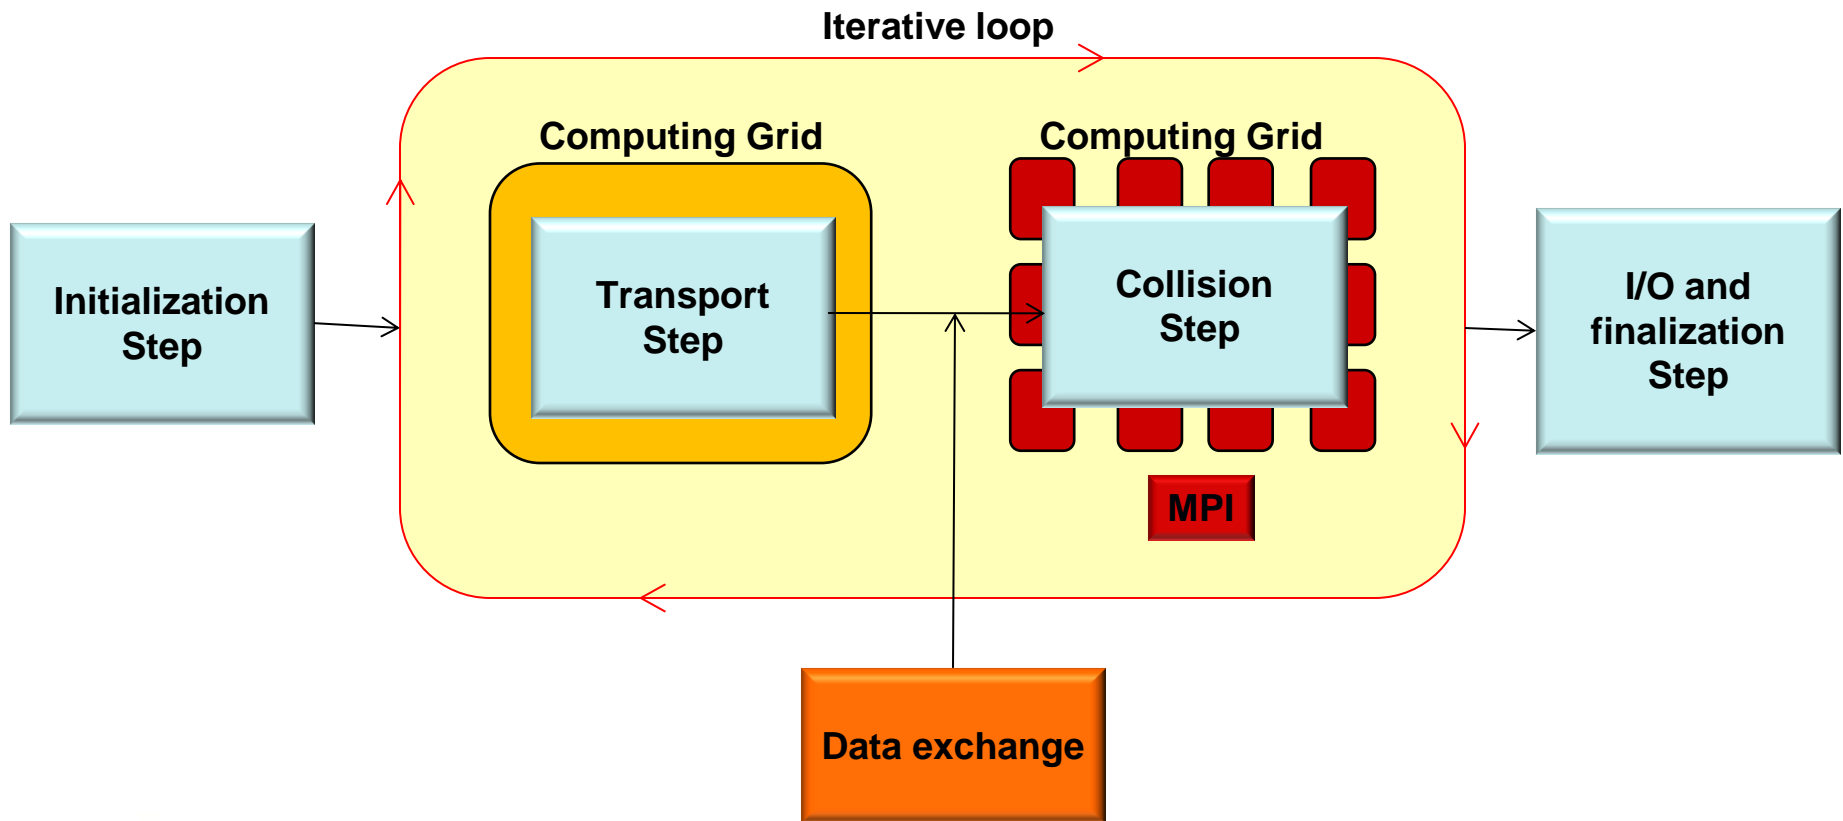 Iterative loop
Computing Grid
Computing Grid
Initialization
Step
Transport
Step
Collision
Step
I/O and
finalization
Step
MPI
Data exchange